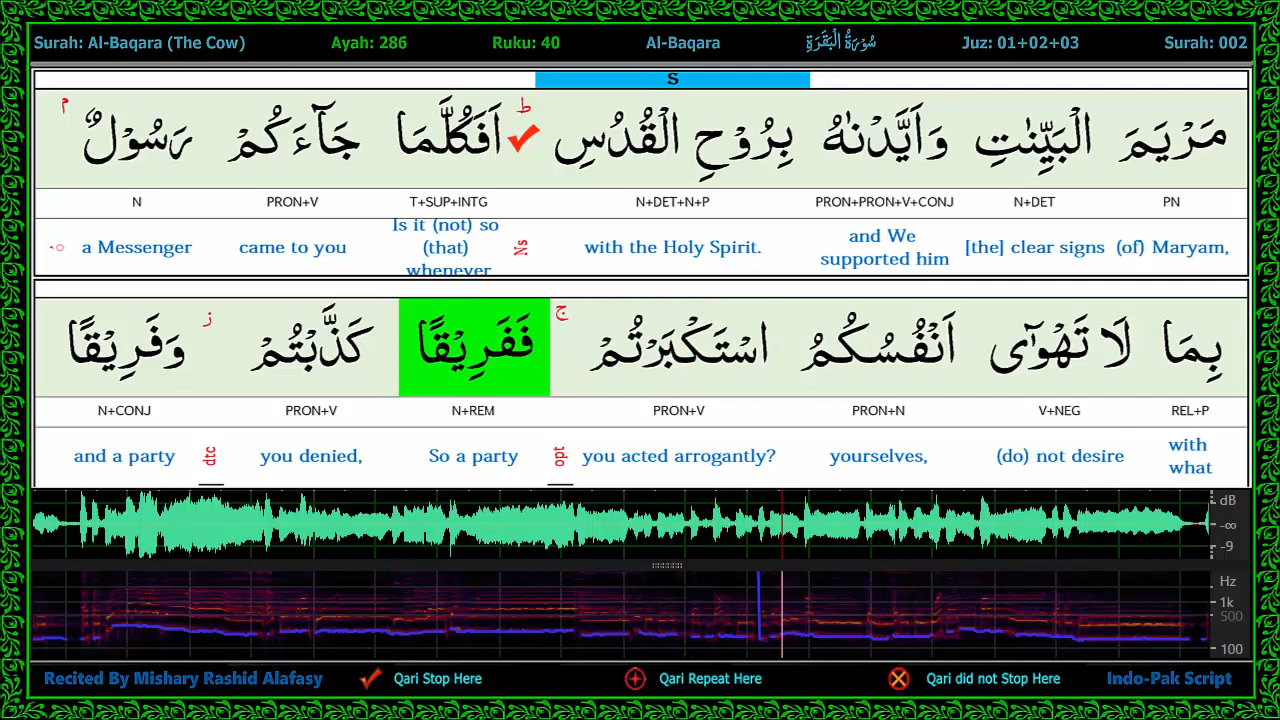 Surah: Al-Baqara (The Cow) Ayah: 286 Ruku: 40 Al-Baqara سُوْرَةُ الْبَقَرَةِ Juz: 01+02+03 Surah: 002
S
مَرْيَمَ الْبَيِّنٰتِ وَاَيَّدْنٰهُ بِرُوْحِ الْقُدُسِ ؕ اَفَكُلَّمَا جَآءَكُمْ رَسُوْلٌۢ
PN N+DET PRON+PRON+V+CONJ N+DET+N+P T+SUP+INTG PRON+V N
(of) Maryam, [the] clear signs and We supported him with the Holy Spirit. Ns Is it (not) so (that) whenever came to you a Messenger
بِمَا لَا تَهْوٰٓى اَنْفُسُكُمُ اسْتَكْبَرْتُمْ ۚ فَفَرِيْقًا كَذَّبْتُمْ ز وَفَرِيْقًا
REL+P V+NEG PRON+N PRON+V N+REM PRON+V N+CONJ
with what (do) not desire yourselves, you acted arrogantly? opt So a party you denied, dtc and a party
dB
-∞
-9
Hz
1k
500
100
Recited By Mishary Rashid Alafasy Qari Stop Here Qari Repeat Here Qari did not Stop Here Indo-Pak Script